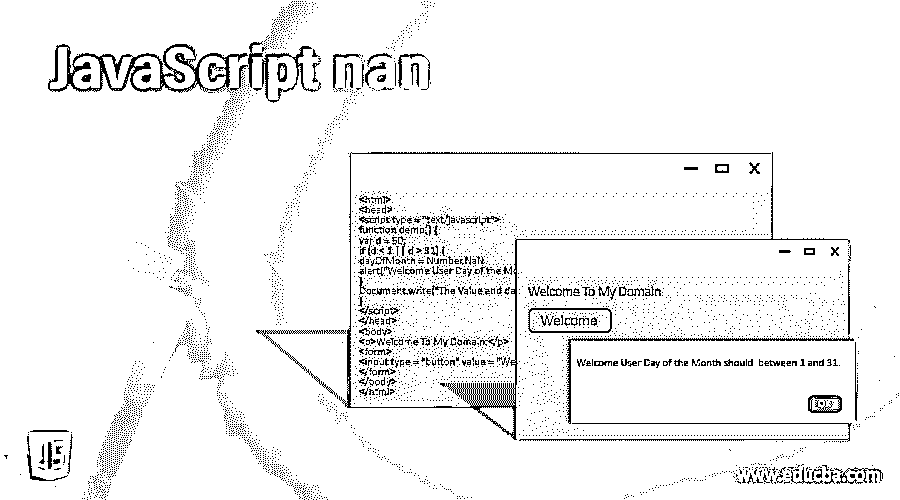 JavaScript nan
<html>
<head>
<script type = "text/javascript">
function demo() {
var d = 50;
if (d < 1 || d > 31) {
dayOfMonth = Number.NaN
alert("Welcome User Day of the M
}
Document.write("The Value and da
}
</script>
</head>
<body>
<p>Welcome To My Domain:</p>
<form>
<input type = "button" value = "We
</form>
</body>
</html>
Welcome To My Domain
Welcome
Welcome User Day of the Month should between 1 and 31.
OK
www.educba.com